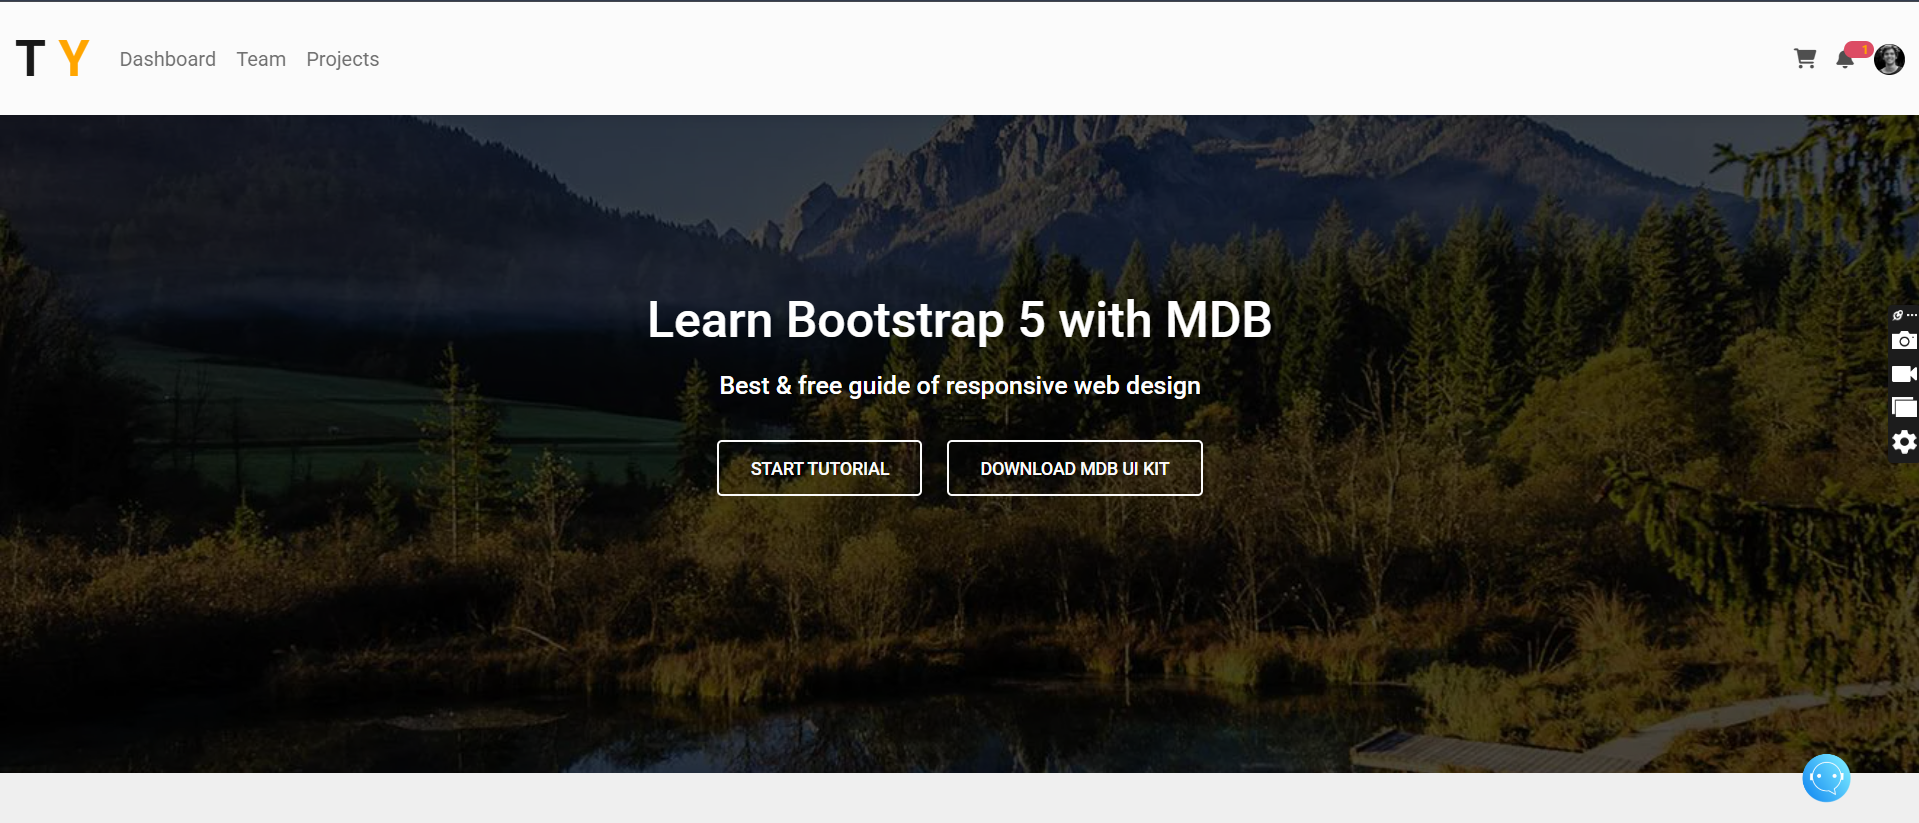 T Y Dashboard Team Projects 1
Learn Bootstrap 5 with MDB
Best & free guide of responsive web design
START TUTORIAL DOWNLOAD MDB UI KIT